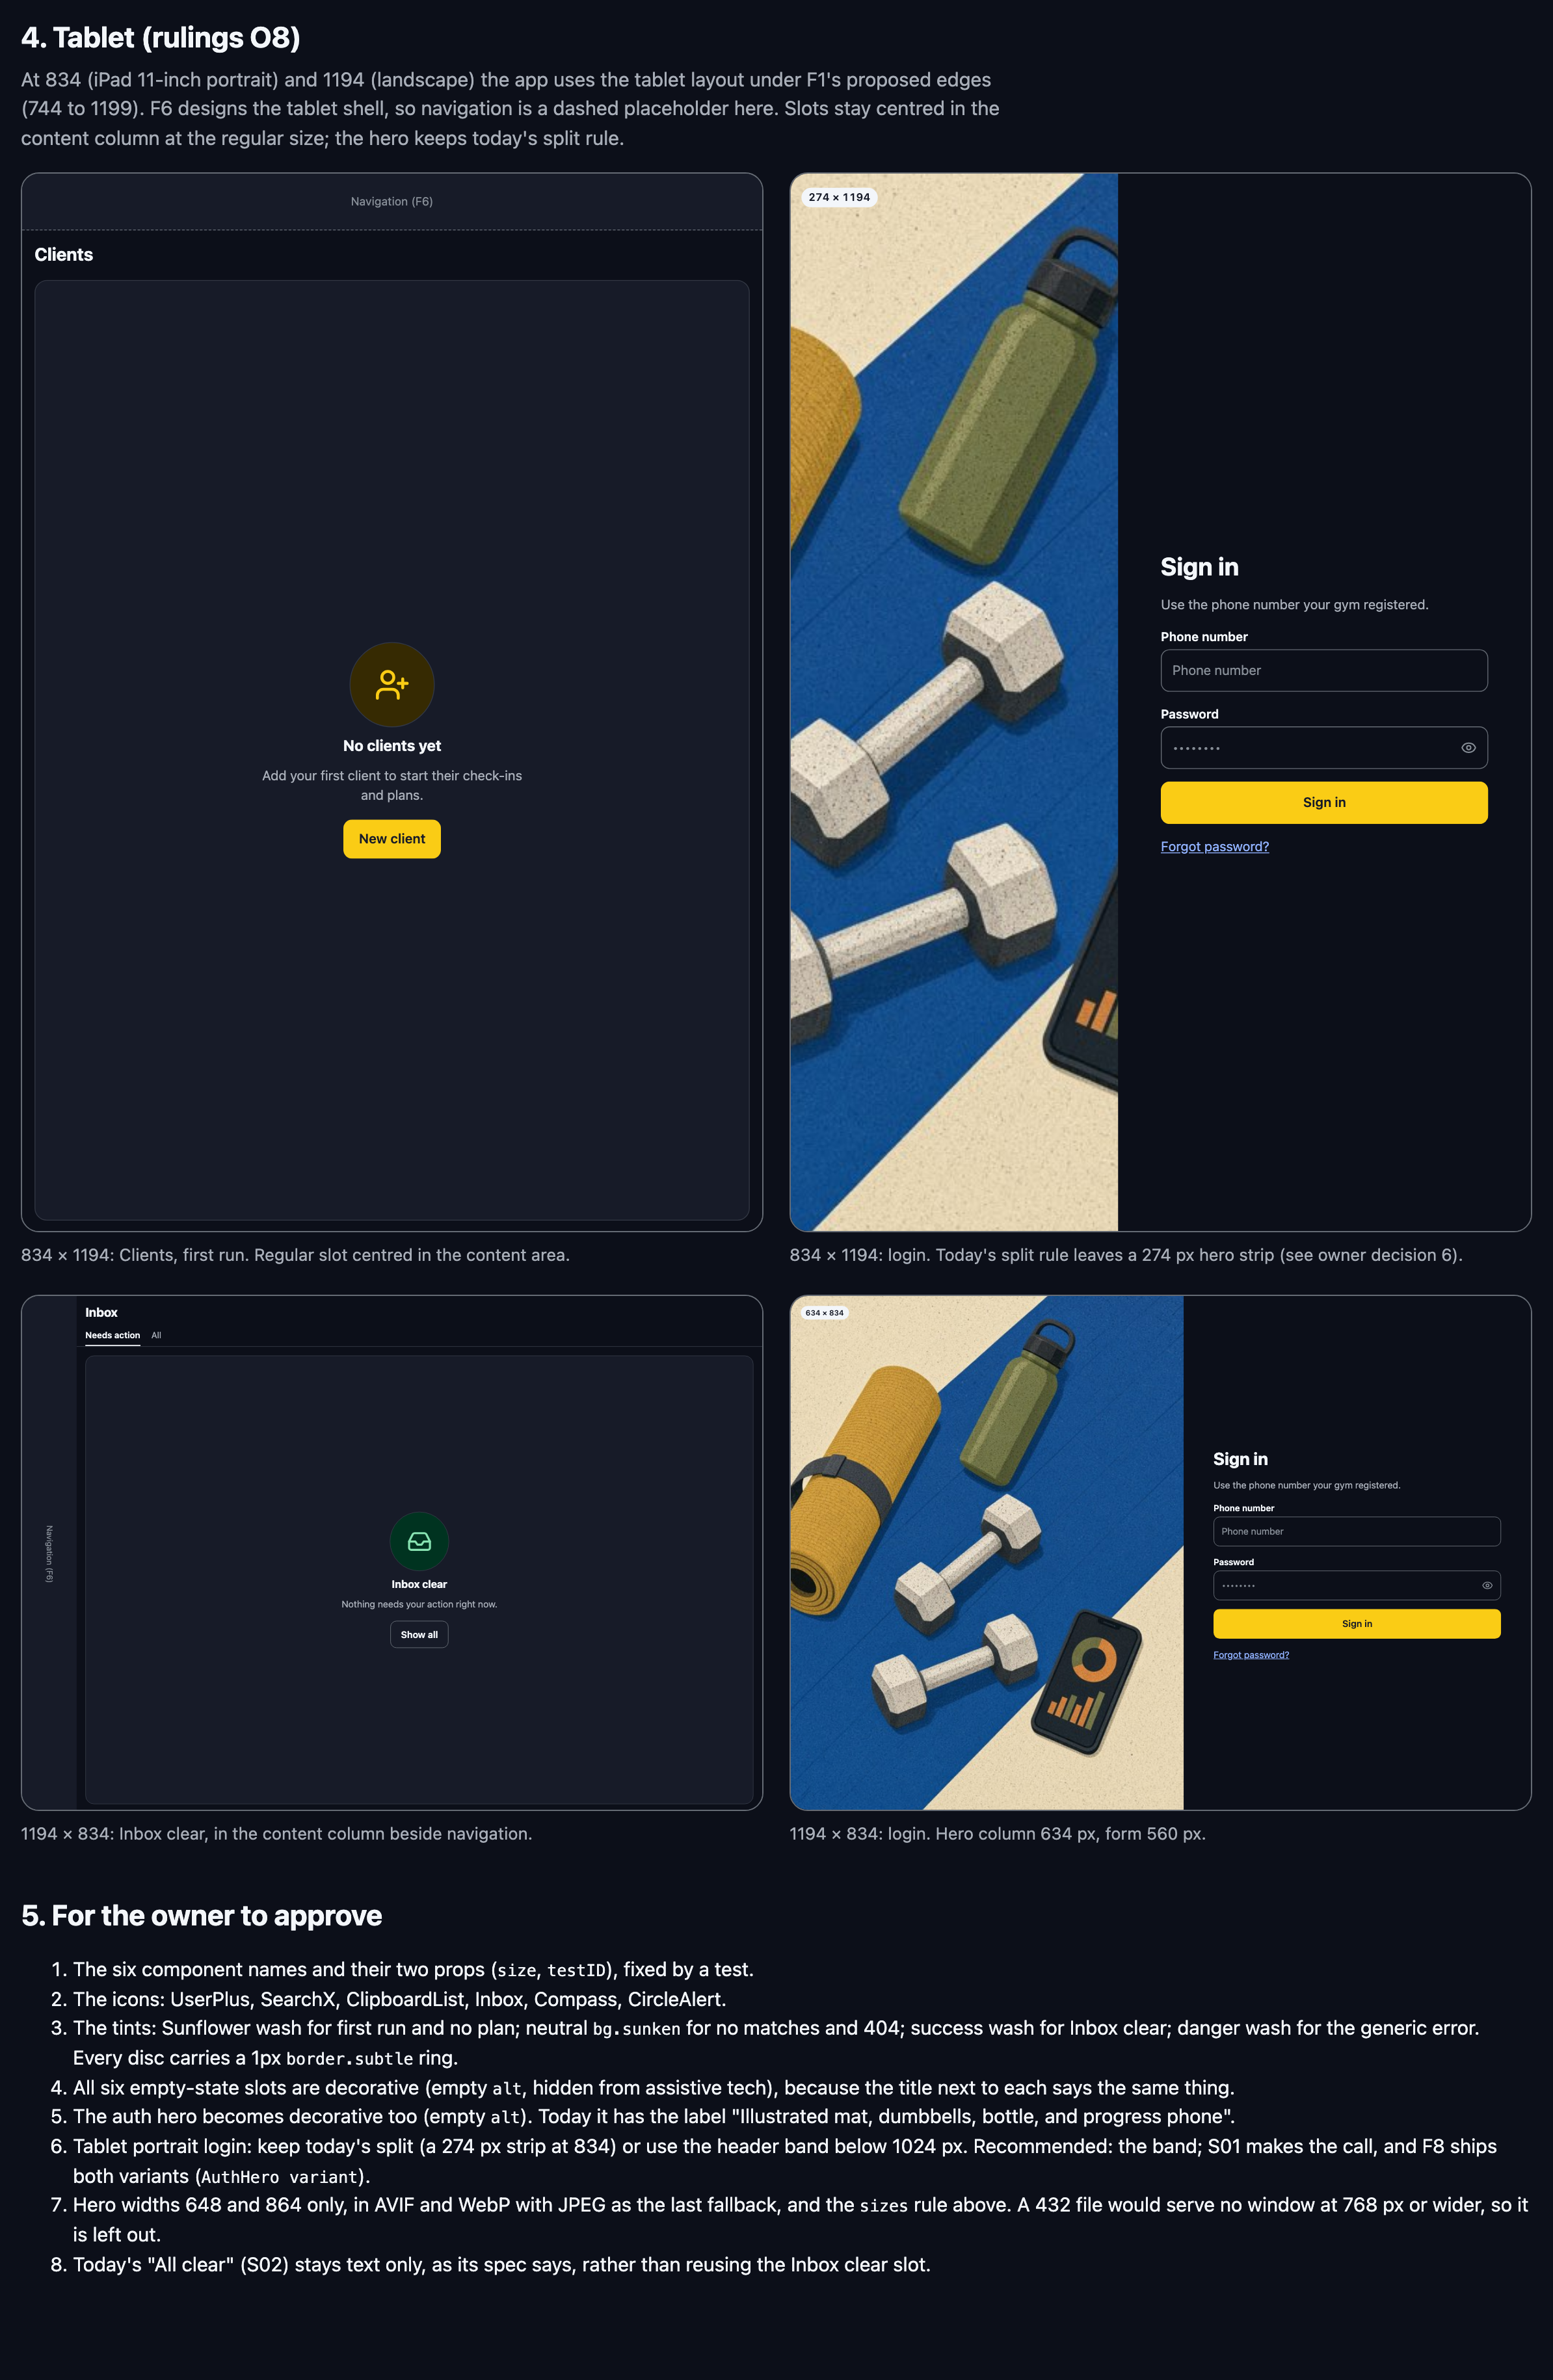 4. Tablet (rulings O8)
At 834 (iPad 11-inch portrait) and 1194 (landscape) the app uses the tablet layout under F1's proposed edges
(744 to 1199). F6 designs the tablet shell, so navigation is a dashed placeholder here. Slots stay centred in the
content column at the regular size; the hero keeps today's split rule.
Navigation (F6)
Clients
No clients yet
Add your first client to start their check-ins
and plans.
New client
274 × 1194
Sign in
Use the phone number your gym registered.
Phone number
Phone number
Password
••••••••
Sign in
Forgot password?
834 × 1194: Clients, first run. Regular slot centred in the content area.
834 × 1194: login. Today's split rule leaves a 274 px hero strip (see owner decision 6).
Navigation (F6)
Inbox
Needs action All
Inbox clear
Nothing needs your action right now.
Show all
634 × 834
Sign in
Use the phone number your gym registered.
Phone number
Phone number
Password
••••••••
Sign in
Forgot password?
1194 × 834: Inbox clear, in the content column beside navigation.
1194 × 834: login. Hero column 634 px, form 560 px.
5. For the owner to approve
1. The six component names and their two props (size, testID), fixed by a test.
2. The icons: UserPlus, SearchX, ClipboardList, Inbox, Compass, CircleAlert.
3. The tints: Sunflower wash for first run and no plan; neutral bg.sunken for no matches and 404; success wash for Inbox clear; danger wash for the generic error.
Every disc carries a 1px border.subtle ring.
4. All six empty-state slots are decorative (empty alt, hidden from assistive tech), because the title next to each says the same thing.
5. The auth hero becomes decorative too (empty alt). Today it has the label "Illustrated mat, dumbbells, bottle, and progress phone".
6. Tablet portrait login: keep today's split (a 274 px strip at 834) or use the header band below 1024 px. Recommended: the band; S01 makes the call, and F8 ships
both variants (AuthHero variant).
7. Hero widths 648 and 864 only, in AVIF and WebP with JPEG as the last fallback, and the sizes rule above. A 432 file would serve no window at 768 px or wider, so it
is left out.
8. Today's "All clear" (S02) stays text only, as its spec says, rather than reusing the Inbox clear slot.